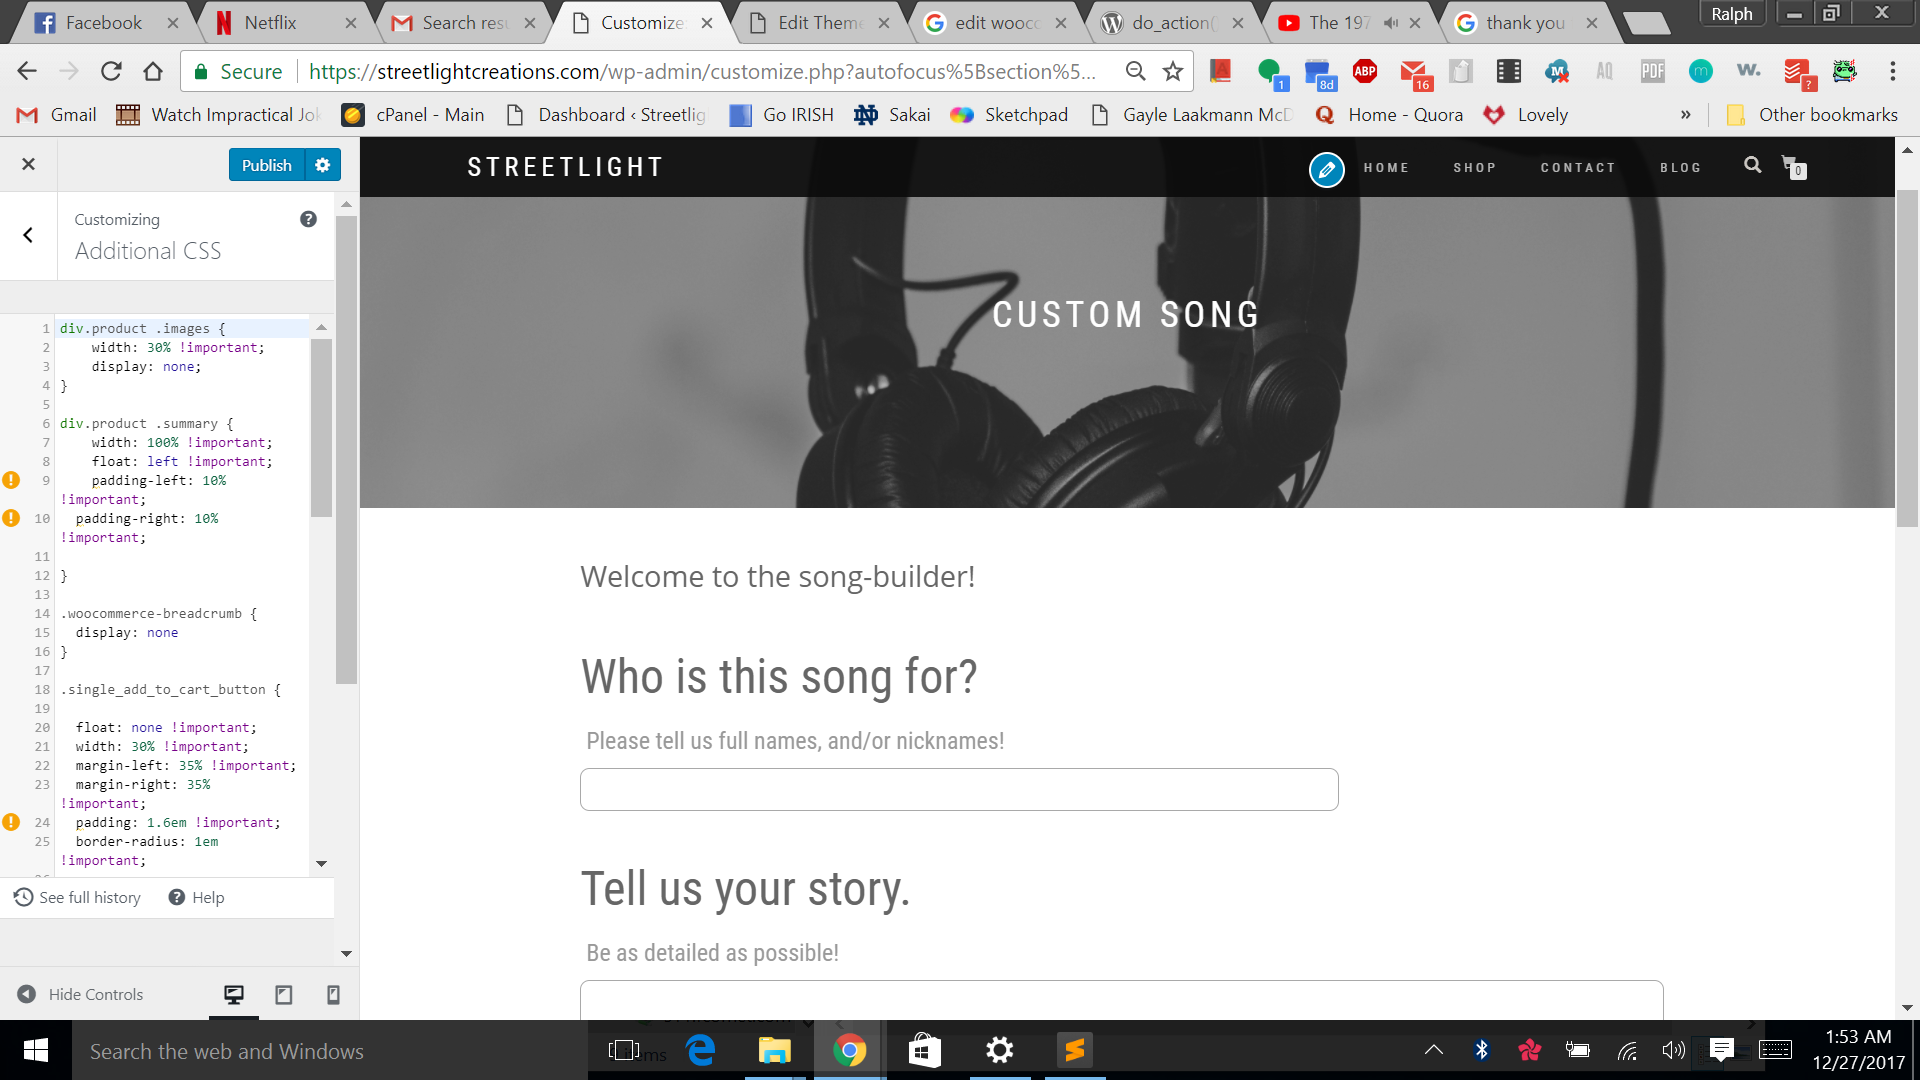 Facebook
Netflix
Search resu
Customize
Edit Theme
edit wooco
do_action(
The 197
thank you
Ralph
Secure
https://streetlightcreations.com/wp-admin/customize.php?autofocus%5Bsection%5...
ABP
1
8d
16
AQ
PDF
m
w.
?
Gmail
Watch Impractical Jok
cPanel - Main
Dashboard ‹ Streetlig
Go IRISH
Sakai
Sketchpad
Gayle Laakmann McD
Home - Quora
Lovely
»
Other bookmarks
Publish
Customizing
Additional CSS
1 div.product .images {
2 width: 30% !important;
3 display: none;
4 }
5
6 div.product .summary {
7 width: 100% !important;
8 float: left !important;
9 padding-left: 10%
!important;
10 padding-right: 10%
!important;
11
12 }
13
14 .woocommerce-breadcrumb {
15 display: none
16 }
17
18 .single_add_to_cart_button {
19
20 float: none !important;
21 width: 30% !important;
22 margin-left: 35% !important;
23 margin-right: 35%
!important;
24 padding: 1.6em !important;
25 border-radius: 1em
!important;
See full history
Help
Hide Controls
STREETLIGHT
HOME
SHOP
CONTACT
BLOG
0
CUSTOM SONG
Welcome to the song-builder!
Who is this song for?
Please tell us full names, and/or nicknames!
Tell us your story.
Be as detailed as possible!
Search the web and Windows
1:53 AM
12/27/2017